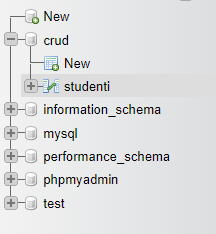 New
crud
New
studenti
information_schema
mysql
performance_schema
phpmyadmin
test